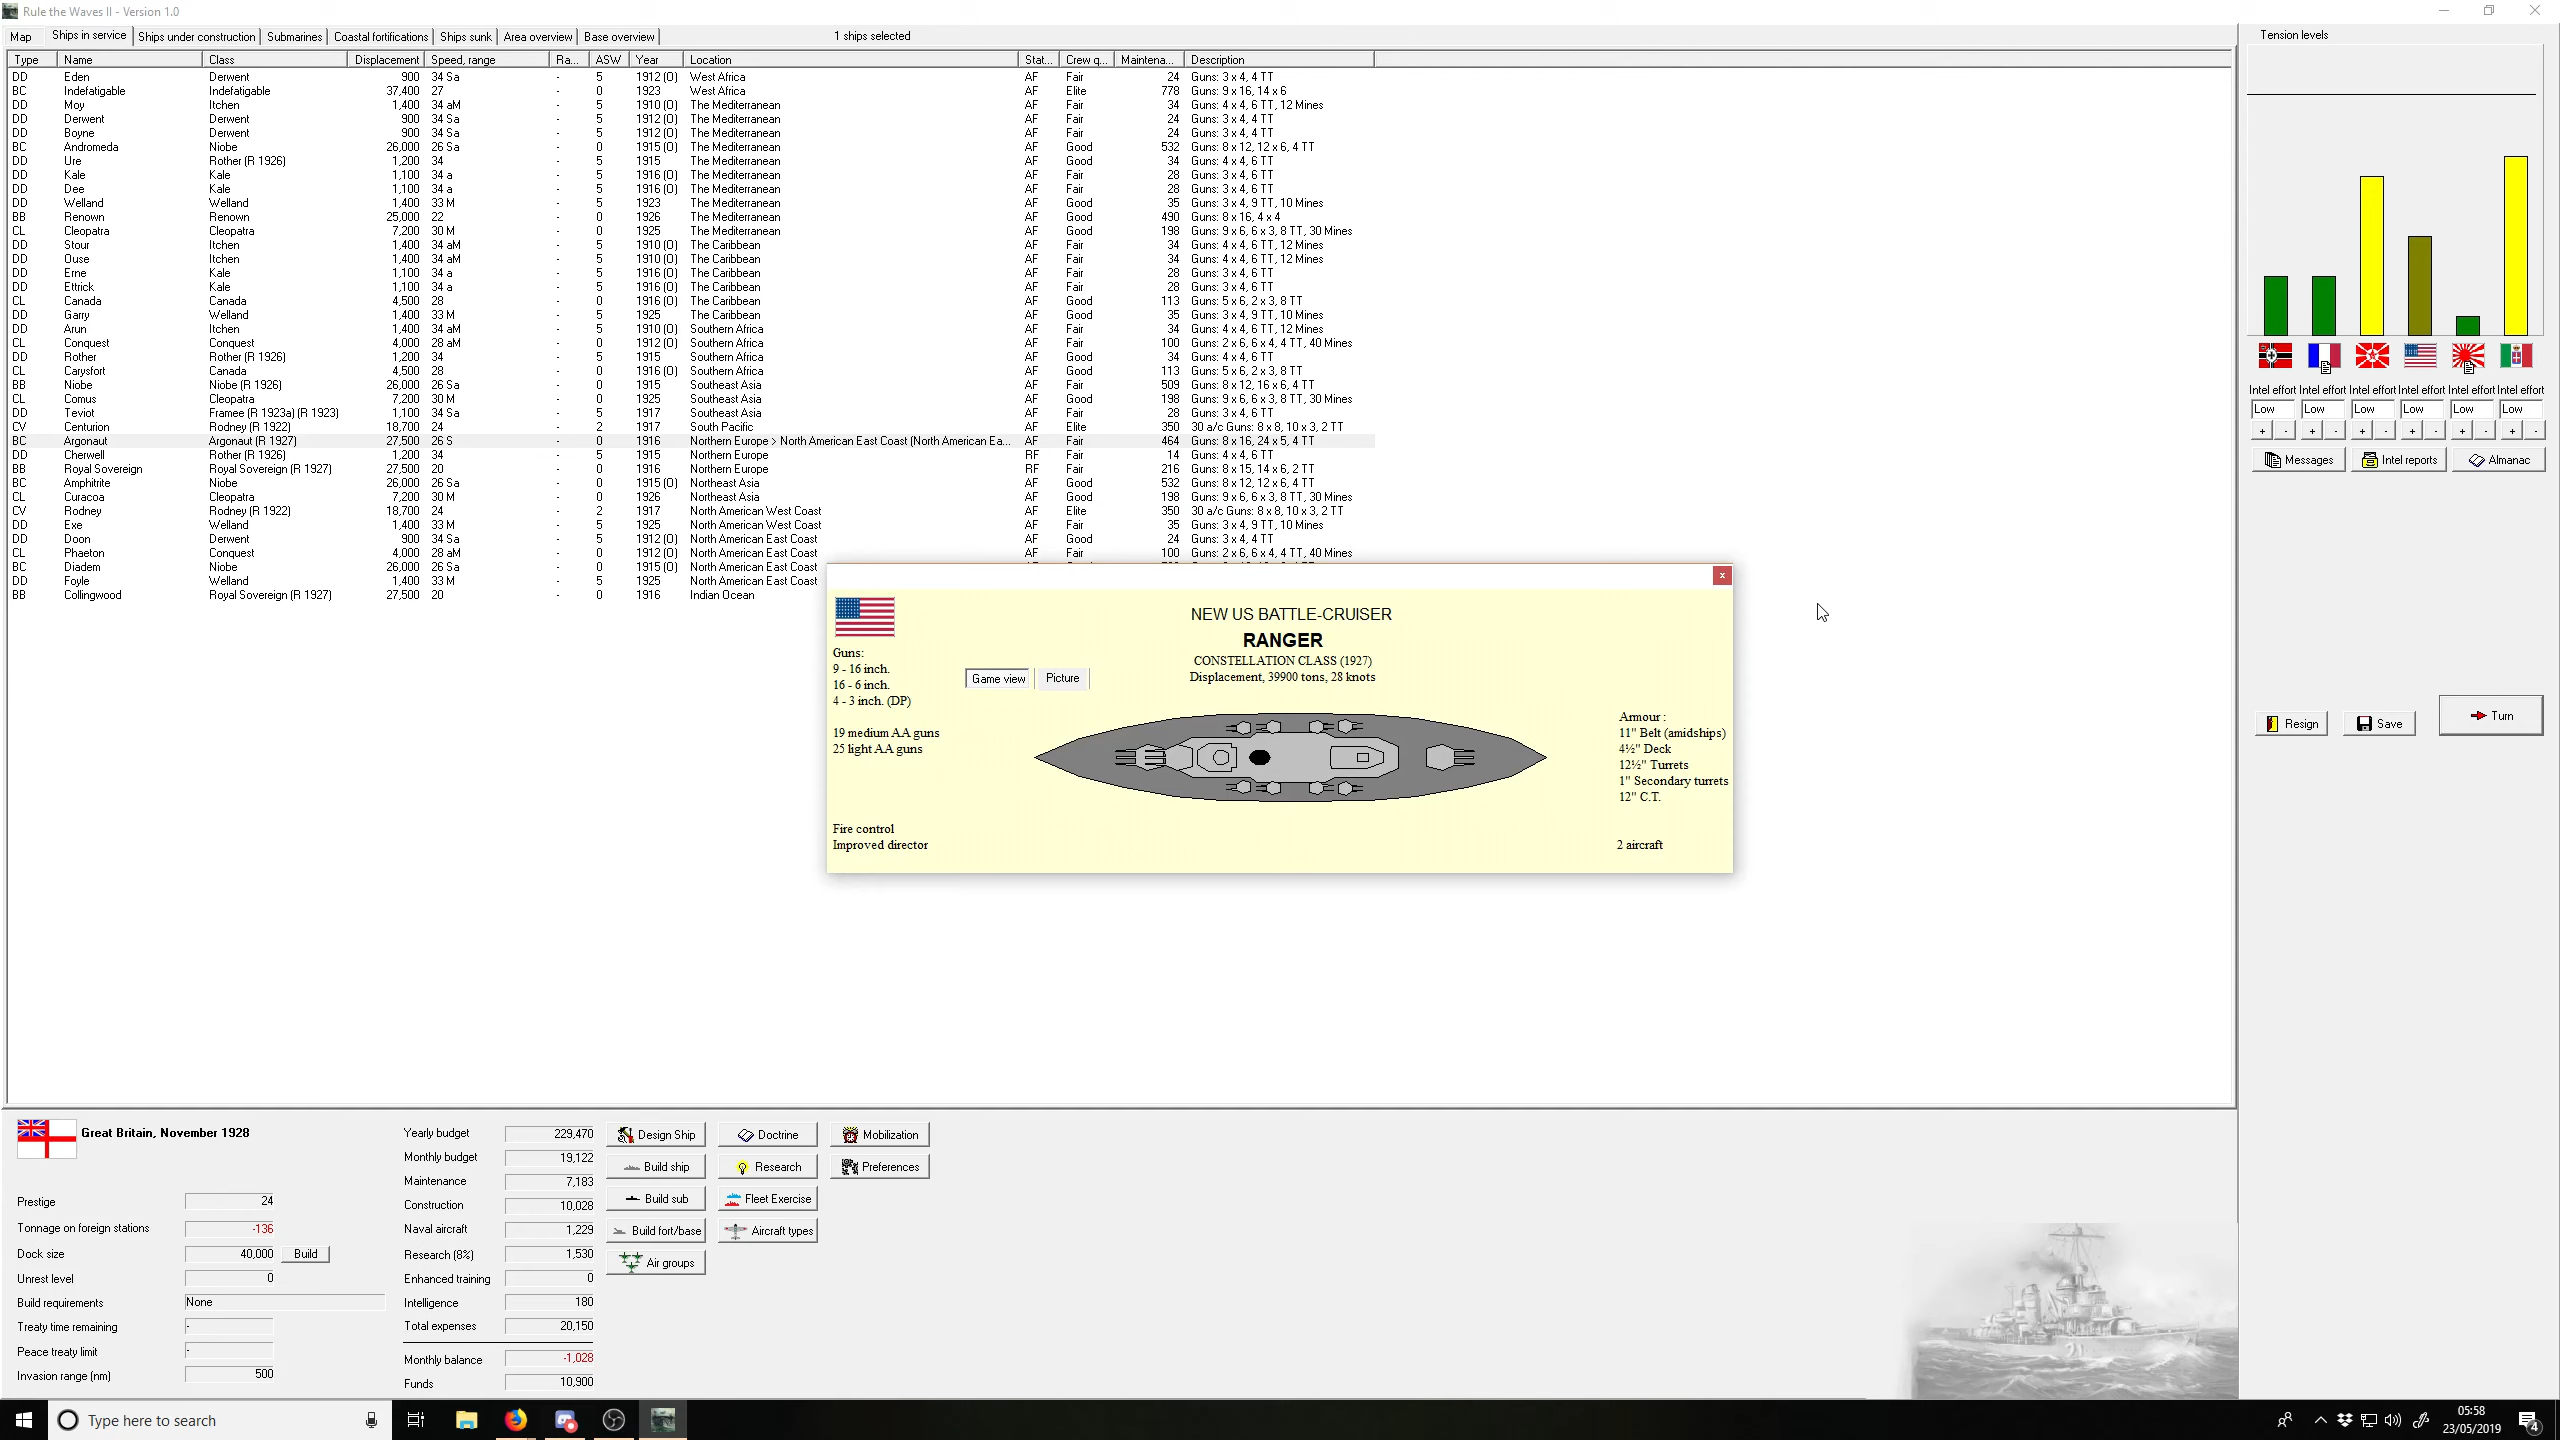 Rule the Waves II - Version 1.0
Map Ships in service Ships under construction Submarines Coastal fortifications Ships sunk Area overview Base overview 1 ships selected
Type Name Class Displacement Speed, range Ra... ASW Year Location Stat... Crew q... Maintena... Description
DD Eden Derwent 900 34 Sa - 5 1912 (O) West Africa AF Fair 24 Guns: 3 x 4, 4 TT
BC Indefatigable Indefatigable 37,400 27 - 0 1923 West Africa AF Elite 778 Guns: 9 x 16, 14 x 6
DD Moy Itchen 1,400 34 aM - 5 1910 (O) The Mediterranean AF Fair 34 Guns: 4 x 4, 6 TT, 12 Mines
DD Derwent Derwent 900 34 Sa - 5 1912 (O) The Mediterranean AF Fair 24 Guns: 3 x 4, 4 TT
DD Boyne Derwent 900 34 Sa - 5 1912 (O) The Mediterranean AF Fair 24 Guns: 3 x 4, 4 TT
BC Andromeda Niobe 26,000 26 Sa - 0 1915 (O) The Mediterranean AF Good 532 Guns: 8 x 12, 12 x 6, 4 TT
DD Ure Rother (R 1926) 1,200 34 - 5 1915 The Mediterranean AF Good 34 Guns: 4 x 4, 6 TT
DD Kale Kale 1,100 34 a - 5 1916 (O) The Mediterranean AF Fair 28 Guns: 3 x 4, 6 TT
DD Dee Kale 1,100 34 a - 5 1916 (O) The Mediterranean AF Fair 28 Guns: 3 x 4, 6 TT
DD Welland Welland 1,400 33 M - 5 1923 The Mediterranean AF Good 35 Guns: 3 x 4, 9 TT, 10 Mines
BB Renown Renown 25,000 22 - 0 1926 The Mediterranean AF Good 490 Guns: 8 x 16, 4 x 4
CL Cleopatra Cleopatra 7,200 30 M - 0 1925 The Mediterranean AF Good 198 Guns: 9 x 6, 6 x 3, 8 TT, 30 Mines
DD Stour Itchen 1,400 34 aM - 5 1910 (O) The Caribbean AF Fair 34 Guns: 4 x 4, 6 TT, 12 Mines
DD Ouse Itchen 1,400 34 aM - 5 1910 (O) The Caribbean AF Fair 34 Guns: 4 x 4, 6 TT, 12 Mines
DD Erne Kale 1,100 34 a - 5 1916 (O) The Caribbean AF Fair 28 Guns: 3 x 4, 6 TT
DD Ettrick Kale 1,100 34 a - 5 1916 (O) The Caribbean AF Fair 28 Guns: 3 x 4, 6 TT
CL Canada Canada 4,500 28 - 0 1916 (O) The Caribbean AF Good 113 Guns: 5 x 6, 2 x 3, 8 TT
DD Garry Welland 1,400 33 M - 5 1925 The Caribbean AF Good 35 Guns: 3 x 4, 9 TT, 10 Mines
DD Arun Itchen 1,400 34 aM - 5 1910 (O) Southern Africa AF Fair 34 Guns: 4 x 4, 6 TT, 12 Mines
CL Conquest Conquest 4,000 28 aM - 0 1912 (O) Southern Africa AF Fair 100 Guns: 2 x 6, 6 x 4, 4 TT, 40 Mines
DD Rother Rother (R 1926) 1,200 34 - 5 1915 Southern Africa AF Good 34 Guns: 4 x 4, 6 TT
CL Carysfort Canada 4,500 28 - 0 1916 (O) Southern Africa AF Good 113 Guns: 5 x 6, 2 x 3, 8 TT
BB Niobe Niobe (R 1926) 26,000 26 Sa - 0 1915 Southeast Asia AF Fair 509 Guns: 8 x 12, 16 x 6, 4 TT
CL Comus Cleopatra 7,200 30 M - 0 1925 Southeast Asia AF Good 198 Guns: 9 x 6, 6 x 3, 8 TT, 30 Mines
DD Teviot Framee (R 1923a) (R 1923) 1,100 34 Sa - 5 1917 Southeast Asia AF Fair 28 Guns: 3 x 4, 6 TT
CV Centurion Rodney (R 1922) 18,700 24 - 2 1917 South Pacific AF Elite 350 30 a/c Guns: 8 x 8, 10 x 3, 2 TT
BC Argonaut Argonaut (R 1927) 27,500 26 S - 0 1916 Northern Europe > North American East Coast (North American Ea... AF Fair 464 Guns: 8 x 16, 24 x 5, 4 TT
DD Cherwell Rother (R 1926) 1,200 34 - 5 1915 Northern Europe RF Fair 14 Guns: 4 x 4, 6 TT
BB Royal Sovereign Royal Sovereign (R 1927) 27,500 20 - 0 1916 Northern Europe RF Fair 216 Guns: 8 x 15, 14 x 6, 2 TT
BC Amphitrite Niobe 26,000 26 Sa - 0 1915 (O) Northeast Asia AF Good 532 Guns: 8 x 12, 12 x 6, 4 TT
CL Curacoa Cleopatra 7,200 30 M - 0 1926 Northeast Asia AF Good 198 Guns: 9 x 6, 6 x 3, 8 TT, 30 Mines
CV Rodney Rodney (R 1922) 18,700 24 - 2 1917 North American West Coast AF Elite 350 30 a/c Guns: 8 x 8, 10 x 3, 2 TT
DD Exe Welland 1,400 33 M - 5 1925 North American West Coast AF Fair 35 Guns: 3 x 4, 9 TT, 10 Mines
DD Doon Derwent 900 34 Sa - 5 1912 (O) North American East Coast AF Good 24 Guns: 3 x 4, 4 TT
CL Phaeton Conquest 4,000 28 aM - 0 1912 (O) North American East Coast AF Fair 100 Guns: 2 x 6, 6 x 4, 4 TT, 40 Mines
BC Diadem Niobe 26,000 26 Sa - 0 1915 (O) North American East Coast
DD Foyle Welland 1,400 33 M - 5 1925 North American East Coast
BB Collingwood Royal Sovereign (R 1927) 27,500 20 - 0 1916 Indian Ocean
NEW US BATTLE-CRUISER
RANGER
CONSTELLATION CLASS (1927)
Displacement, 39900 tons, 28 knots
Guns:
9 - 16 inch.
16 - 6 inch.
4 - 3 inch. (DP)
19 medium AA guns
25 light AA guns
Game view Picture
Armour :
11" Belt (amidships)
4½" Deck
12½" Turrets
1" Secondary turrets
12" C.T.
Fire control
Improved director
2 aircraft
Tension levels
Intel effort Intel effort Intel effort Intel effort Intel effort Intel effort
Low Low Low Low Low Low
+ - + - + - + - + - + -
Messages Intel reports Almanac
Resign Save Turn
Great Britain, November 1928
Prestige 24
Tonnage on foreign stations -136
Dock size 40,000 Build
Unrest level 0
Build requirements None
Treaty time remaining -
Peace treaty limit -
Invasion range (nm) 500
Yearly budget 229,470
Monthly budget 19,122
Maintenance 7,183
Construction 10,028
Naval aircraft 1,229
Research (8%) 1,530
Enhanced training 0
Intelligence 180
Total expenses 20,150
Monthly balance -1,028
Funds 10,900
Design Ship Doctrine Mobilization
Build ship Research Preferences
Build sub Fleet Exercise
Build fort/base Aircraft types
Air groups
Type here to search
05:58
23/05/2019
4